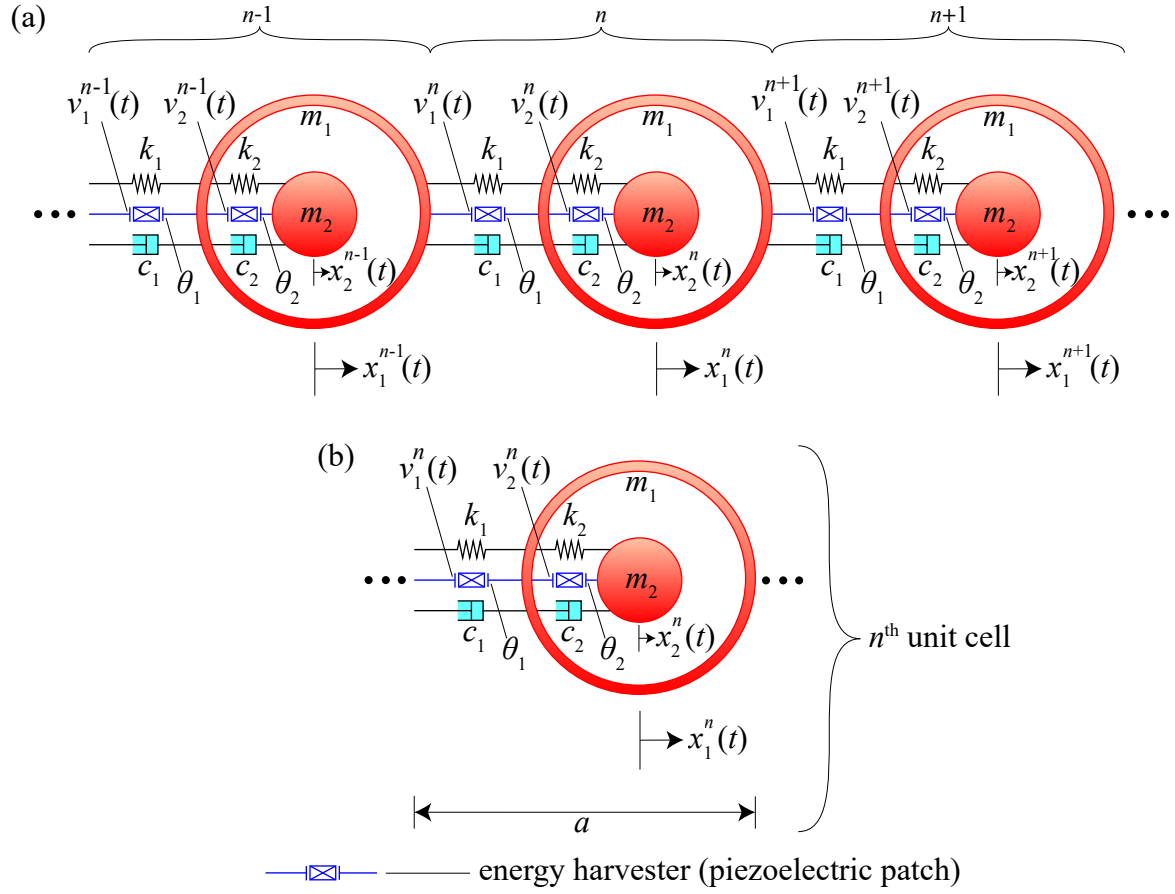 (a)
n-1 n n+1
v₁ⁿ⁻¹(t) v₂ⁿ⁻¹(t) v₁ⁿ(t) v₂ⁿ(t) v₁ⁿ⁺¹(t) v₂ⁿ⁺¹(t)
m₁ m₁ m₁
k₁ k₂ k₁ k₂ k₁ k₂
m₂ m₂ m₂
c₁ θ₁ c₂ θ₂ x₂ⁿ⁻¹(t) c₁ θ₁ c₂ θ₂ x₂ⁿ(t) c₁ θ₁ c₂ θ₂ x₂ⁿ⁺¹(t)
x₁ⁿ⁻¹(t) x₁ⁿ(t) x₁ⁿ⁺¹(t)
(b)
v₁ⁿ(t) v₂ⁿ(t)
m₁
k₁ k₂
m₂
c₁ θ₁ c₂ θ₂ x₂ⁿ(t)
nᵗʰ unit cell
x₁ⁿ(t)
a
energy harvester (piezoelectric patch)